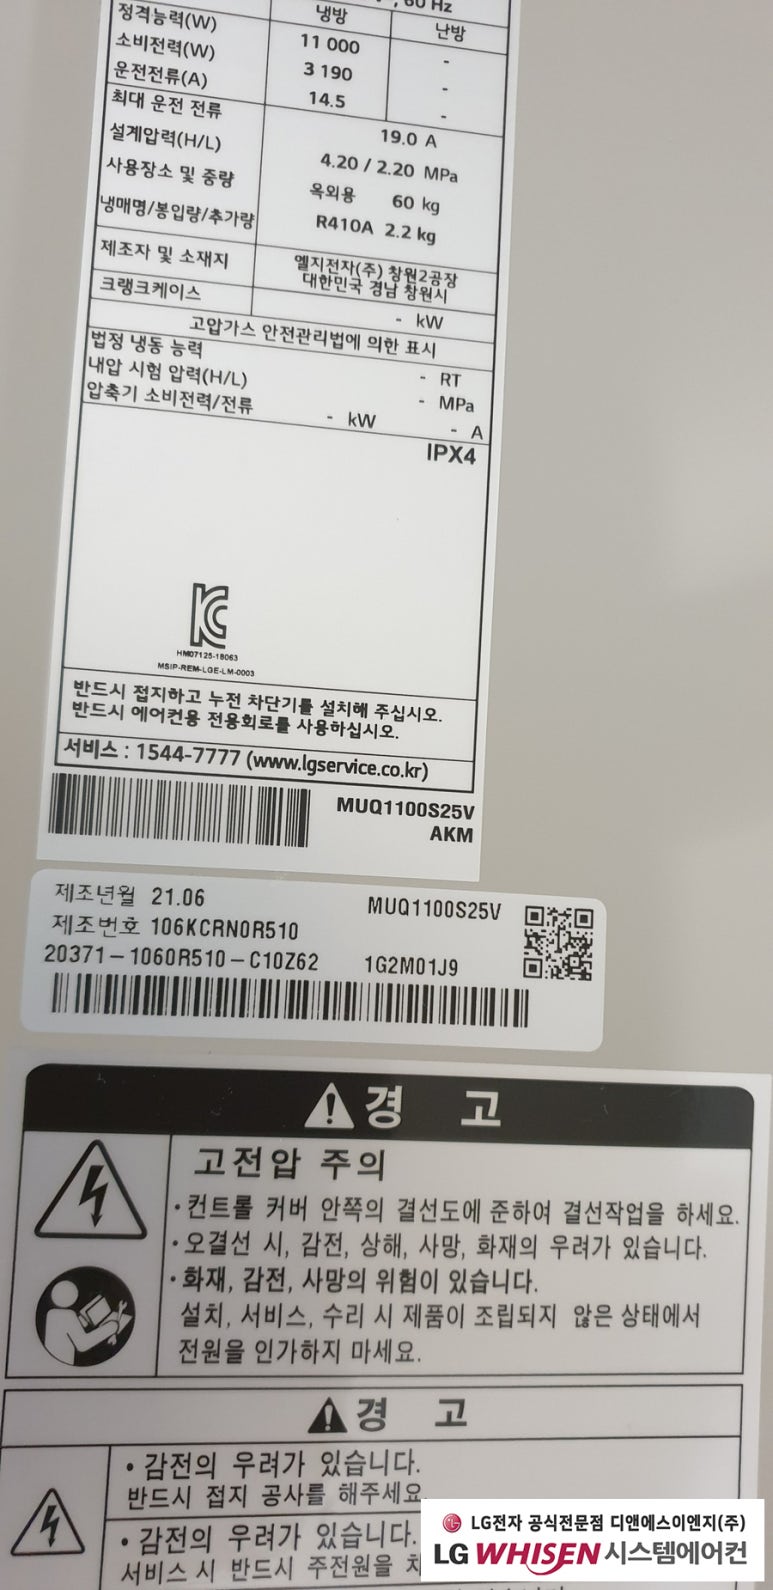 , 60 Hz
냉방 난방
정격능력(W) 11 000 -
소비전력(W) 3 190 -
운전전류(A) 14.5 -
최대 운전 전류 19.0 A
설계압력(H/L) 4.20 / 2.20 MPa
사용장소 및 중량 옥외용 60 kg
냉매명/봉입량/추가량 R410A 2.2 kg
제조자 및 소재지 엘지전자(주) 창원2공장
대한민국 경남 창원시
크랭크케이스 - kW
고압가스 안전관리법에 의한 표시
법정 냉동 능력 - RT
내압 시험 압력(H/L) - MPa
압축기 소비전력/전류 - kW - A
IPX4
HM07125-18063
MSIP-REM-LGE-LM-0003
반드시 접지하고 누전 차단기를 설치해 주십시오.
반드시 에어컨용 전용회로를 사용하십시오.
서비스 : 1544-7777 (www.lgservice.co.kr)
MUQ1100S25V
AKM
제조년월 21.06 MUQ1100S25V
제조번호 106KCRN0R510
20371-1060R510-C10Z62 1G2M01J9
경 고
고전압 주의
·컨트롤 커버 안쪽의 결선도에 준하여 결선작업을 하세요.
·오결선 시, 감전, 상해, 사망, 화재의 우려가 있습니다.
·화재, 감전, 사망의 위험이 있습니다.
설치, 서비스, 수리 시 제품이 조립되지 않은 상태에서
전원을 인가하지 마세요.
경 고
·감전의 우려가 있습니다.
반드시 접지 공사를 해주세요
·감전의 우려가 있습니다.
서비스 시 반드시 주전원을
LG전자 공식전문점 디앤에스이엔지(주)
LG WHISEN 시스템에어컨